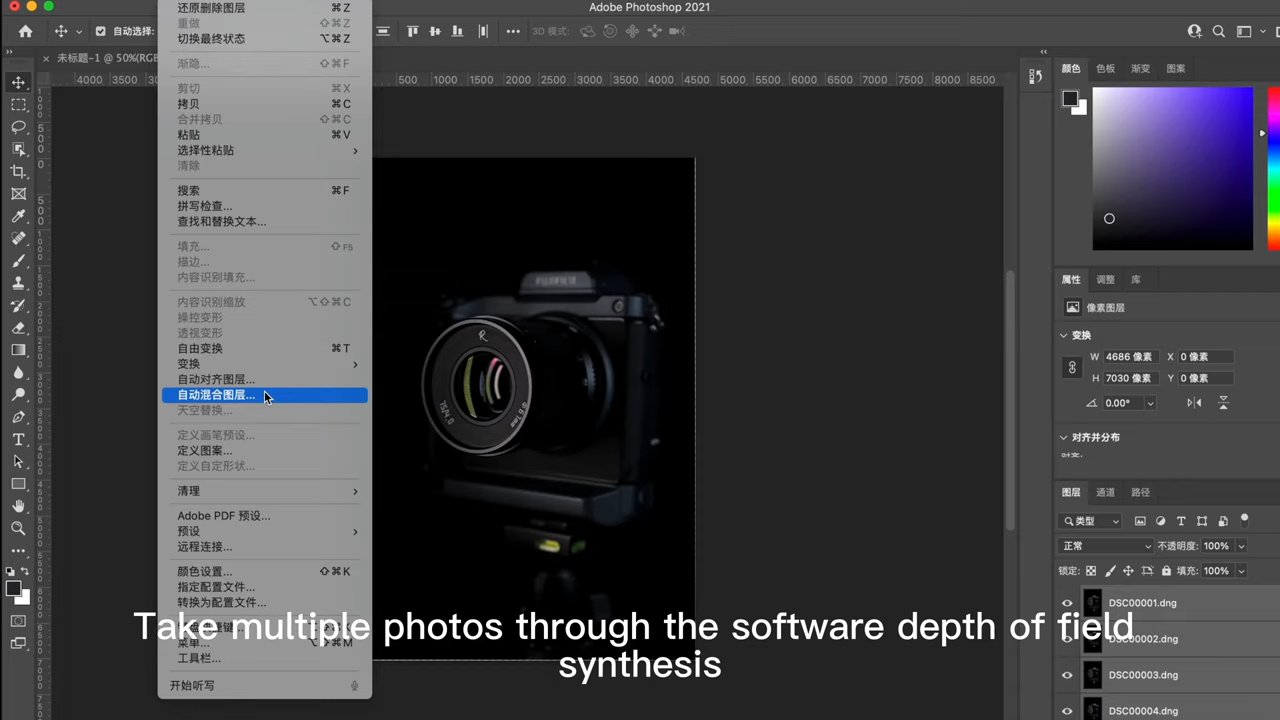 Adobe Photoshop 2021
自动选择:
3D 模式:
未标题-1 @ 50%(RGB
4000 3500 500 1000 1500 2000 2500 3000 3500 4000 4500 5000 5500 6000 6500 7000 7500 8000 8500
还原删除图层 ⌘Z
重做 ⇧⌘Z
切换最终状态 ⌥⌘Z
渐隐... ⇧⌘F
剪切 ⌘X
拷贝 ⌘C
合并拷贝 ⇧⌘C
粘贴 ⌘V
选择性粘贴
清除
搜索 ⌘F
拼写检查...
查找和替换文本...
填充... ⇧F5
描边...
内容识别填充...
内容识别缩放 ⌥⇧⌘C
操控变形
透视变形
自由变换 ⌘T
变换
自动对齐图层...
自动混合图层...
天空替换...
定义画笔预设...
定义图案...
定义自定形状...
清理
Adobe PDF 预设...
预设
远程连接...
颜色设置... ⇧⌘K
指定配置文件...
转换为配置文件...
菜单...
工具栏...
开始听写
FUJIFILM
R
颜色 色板 渐变 图案
属性 调整 库
像素图层
变换
W 4686 像素 X 0 像素
H 7030 像素 Y 0 像素
0.00°
对齐并分布
图层 通道 路径
类型
正常 不透明度: 100%
锁定: 填充: 100%
DSC00001.dng
DSC00002.dng
DSC00003.dng
DSC00004.dng
Take multiple photos through the software depth of field
synthesis